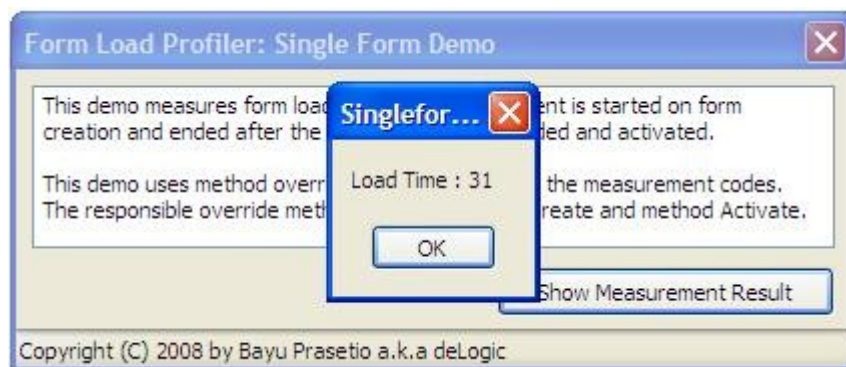 Form Load Profiler: Single Form Demo
This demo measures form load ent is started on form
creation and ended after the ded and activated.
This demo uses method overr the measurement codes.
The responsible override meth reate and method Activate.
Singlefor...
Load Time : 31
OK
Show Measurement Result
Copyright (C) 2008 by Bayu Prasetio a.k.a deLogic